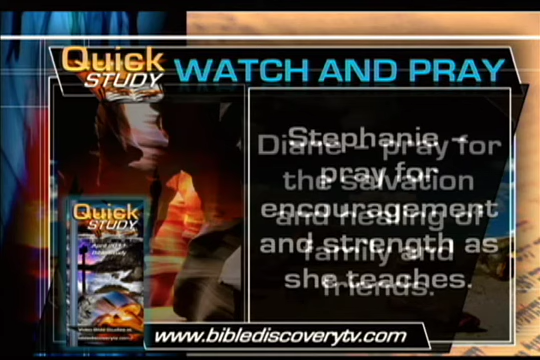 Quick
STUDY
WATCH AND PRAY
Stephanie –
pray for
encouragement
and strength as
she teaches.
Diane – pray for
the salvation
and healing of
family and
friends.
Quick
STUDY
www.biblediscoverytv.com